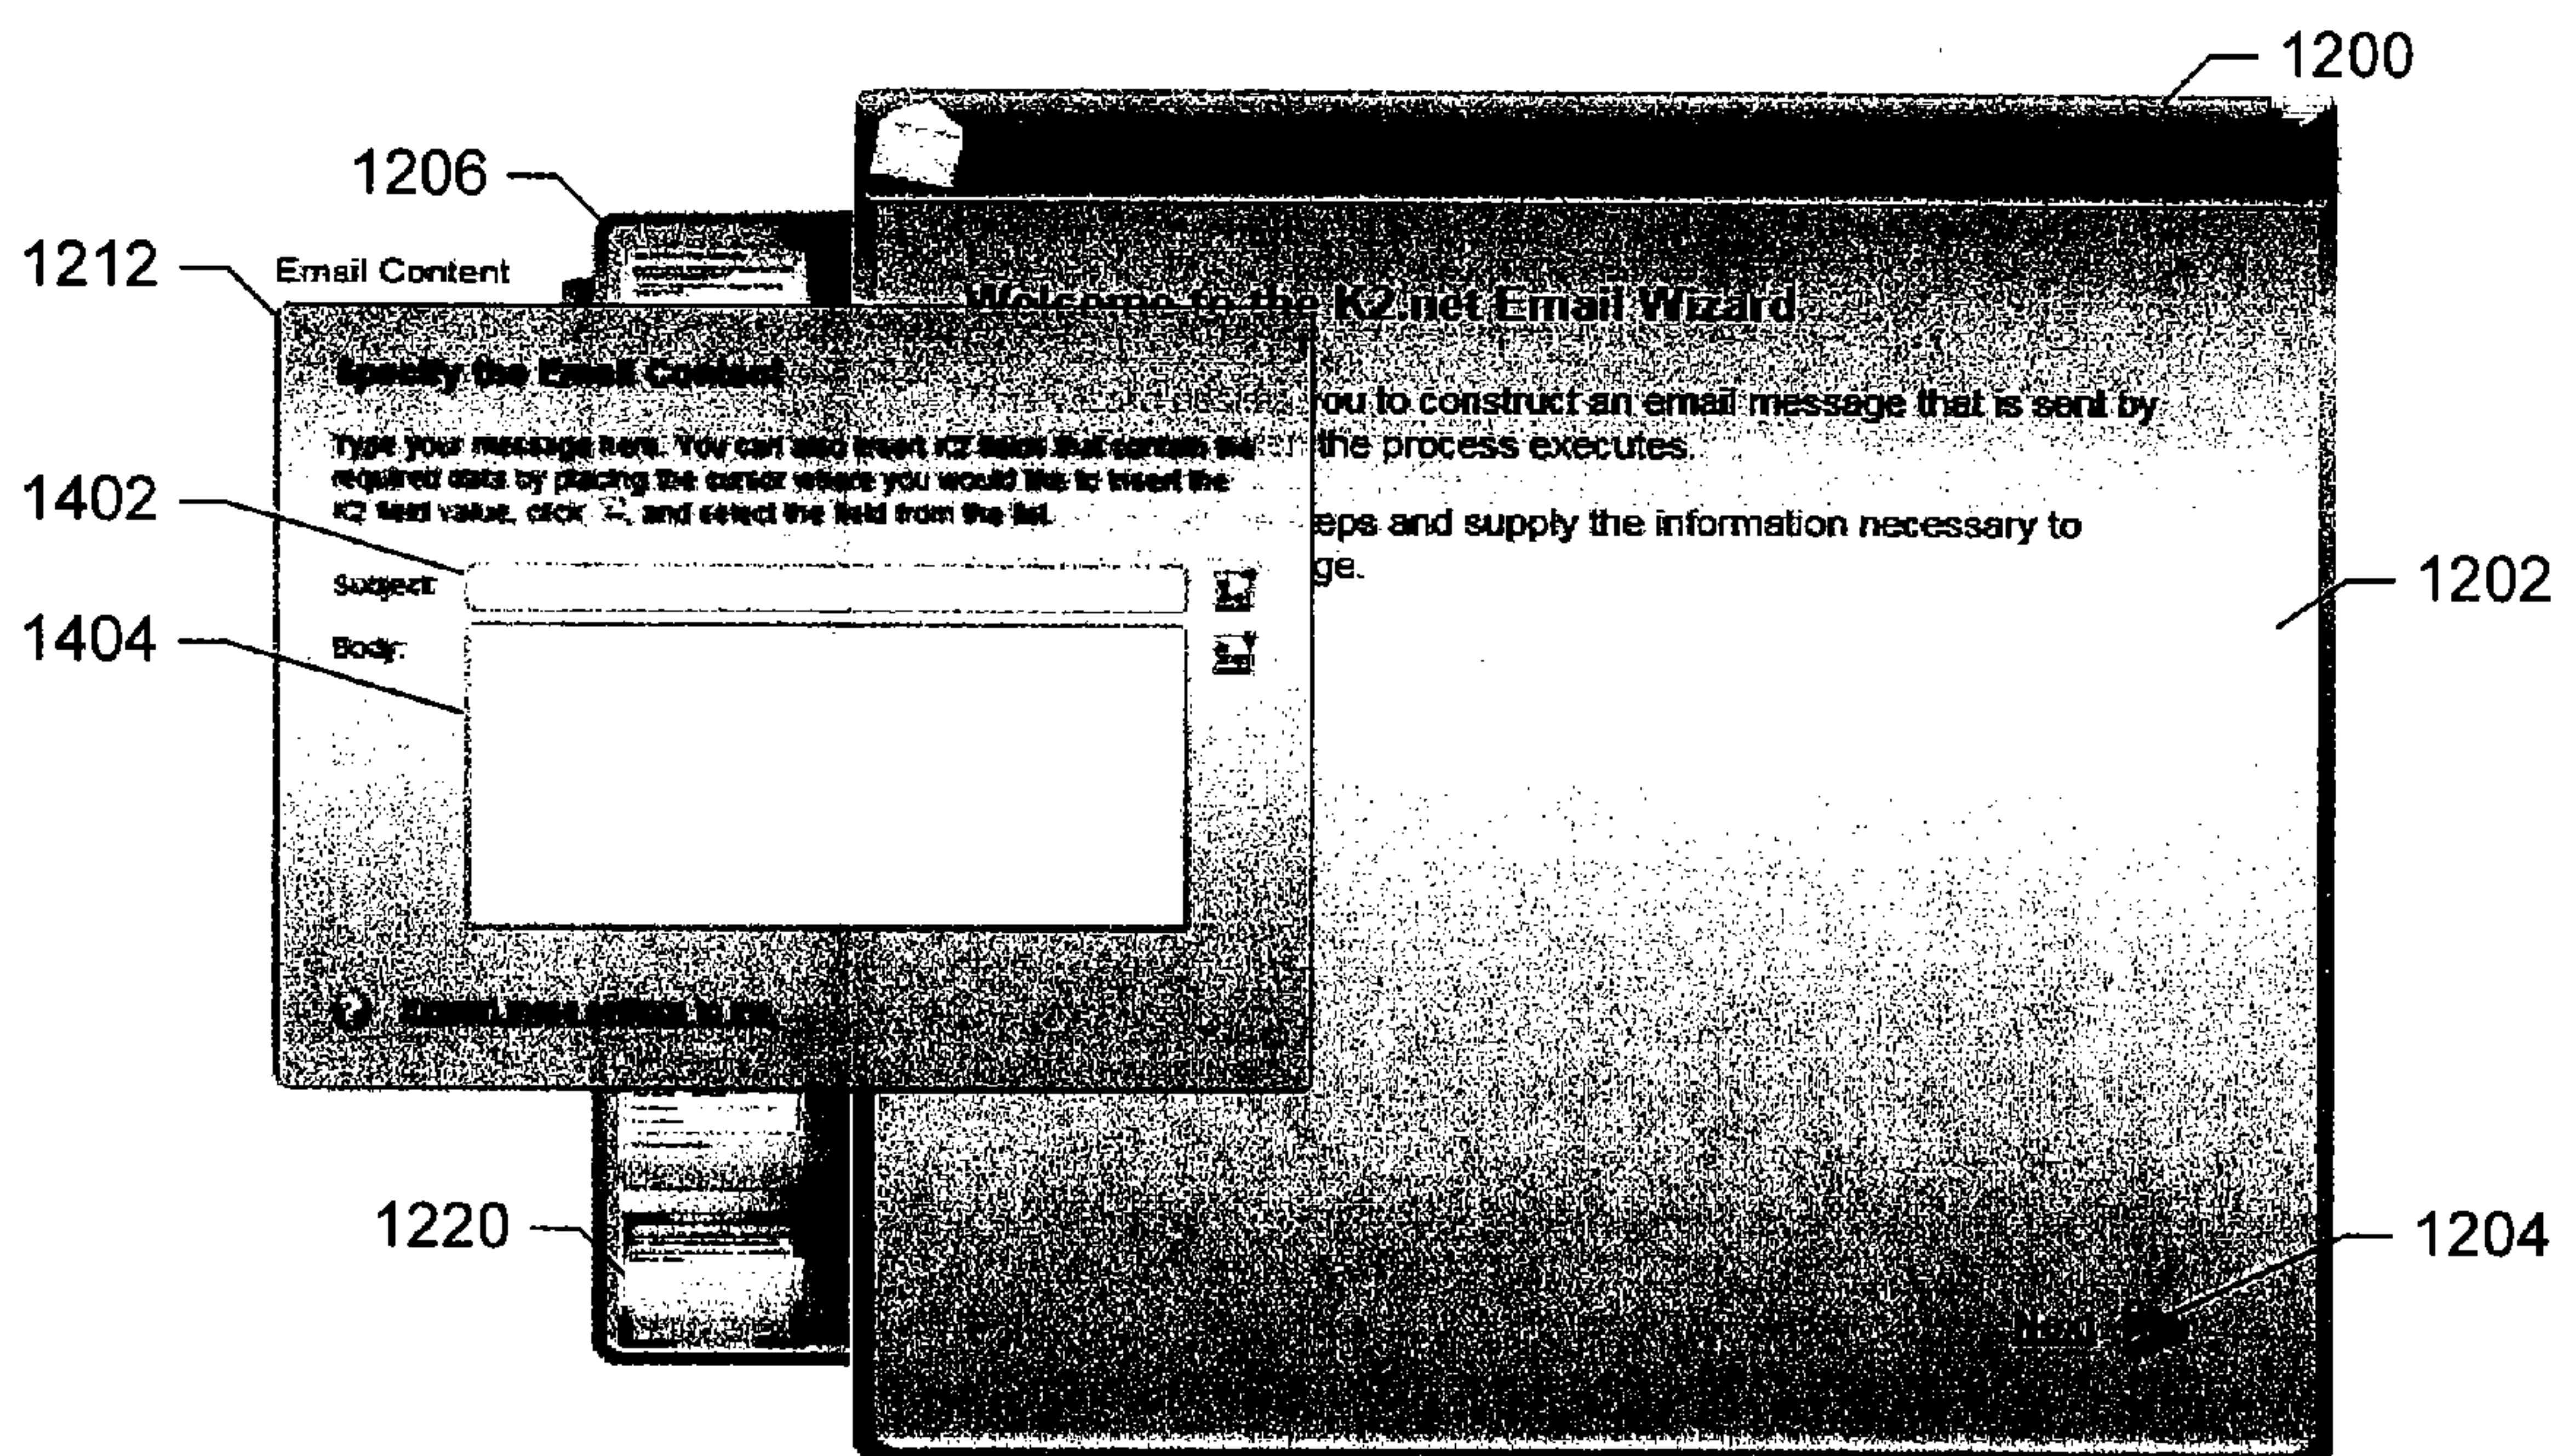 1200
1206
1212
Email Content
Welcome to the K2.net Email Wizard
Specify the Email Content
you to construct an email message that is sent by
Type your message here. You can also insert K2 fields that contain the
the process executes.
required data by placing the cursor where you would like to insert the
K2 field value, click and select the field from the list.
1402
eps and supply the information necessary to
ge.
Subject:
1202
1404
Body:
1220
1204
Next